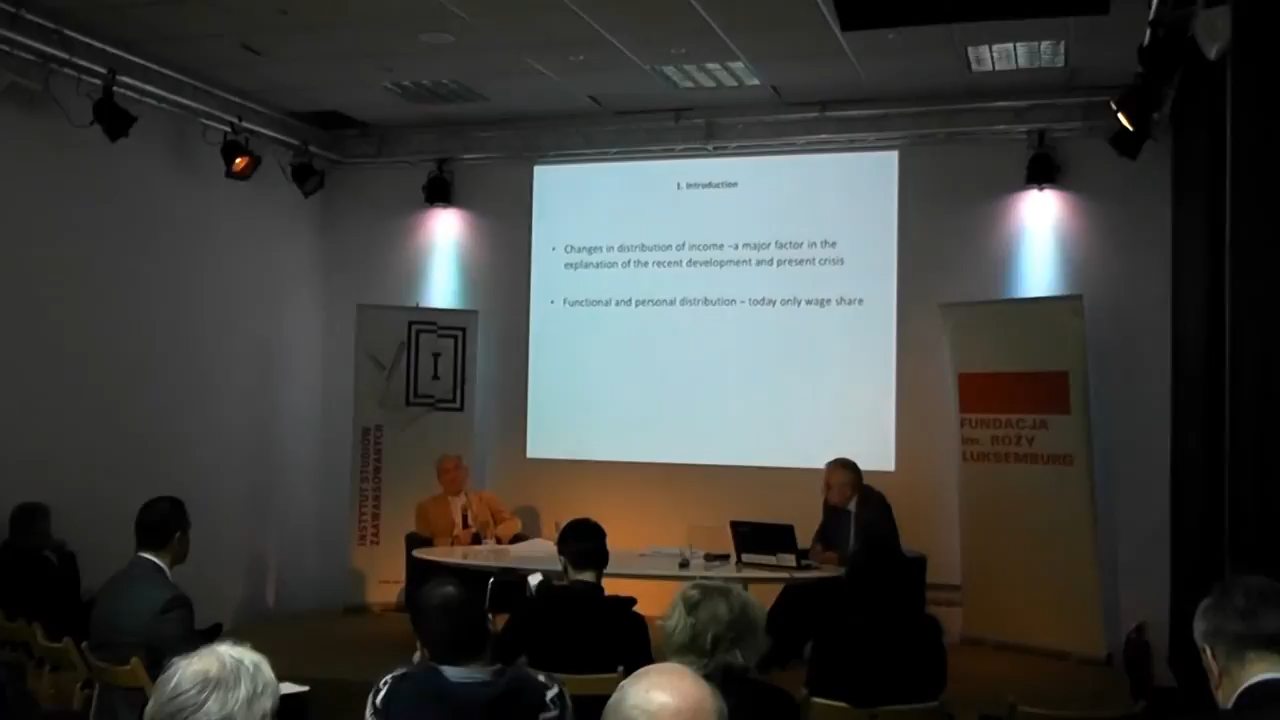 1. Introduction
• Changes in distribution of income –a major factor in the
explanation of the recent development and present crisis
• Functional and personal distribution – today only wage share
I
INSTYTUT STUDIÓW
ZAAWANSOWANYCH
FUNDACJA
im. RÓŻY
LUKSEMBURG